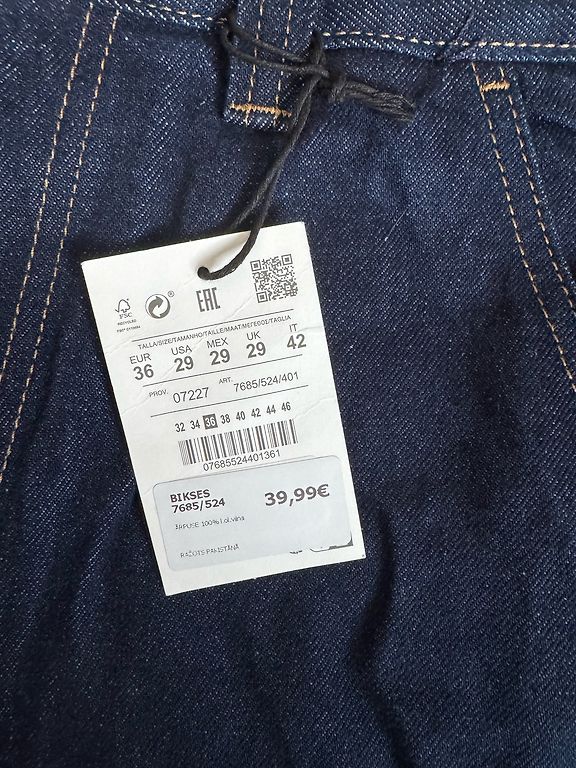 FSC
EAC
TALLA/SIZE/TAMANHO/TAILLE/MAAT/ΜΕΓΕΘΟΣ/TAGLIA
EUR USA MEX UK IT
36 29 29 29 42
PROV. 07227 ART. 7685/524/401
32 34 36 38 40 42 44 46
07685524401361
BIKSES 39,99€
7685/524
100%
RAŽOTS PAKISTĀNĀ